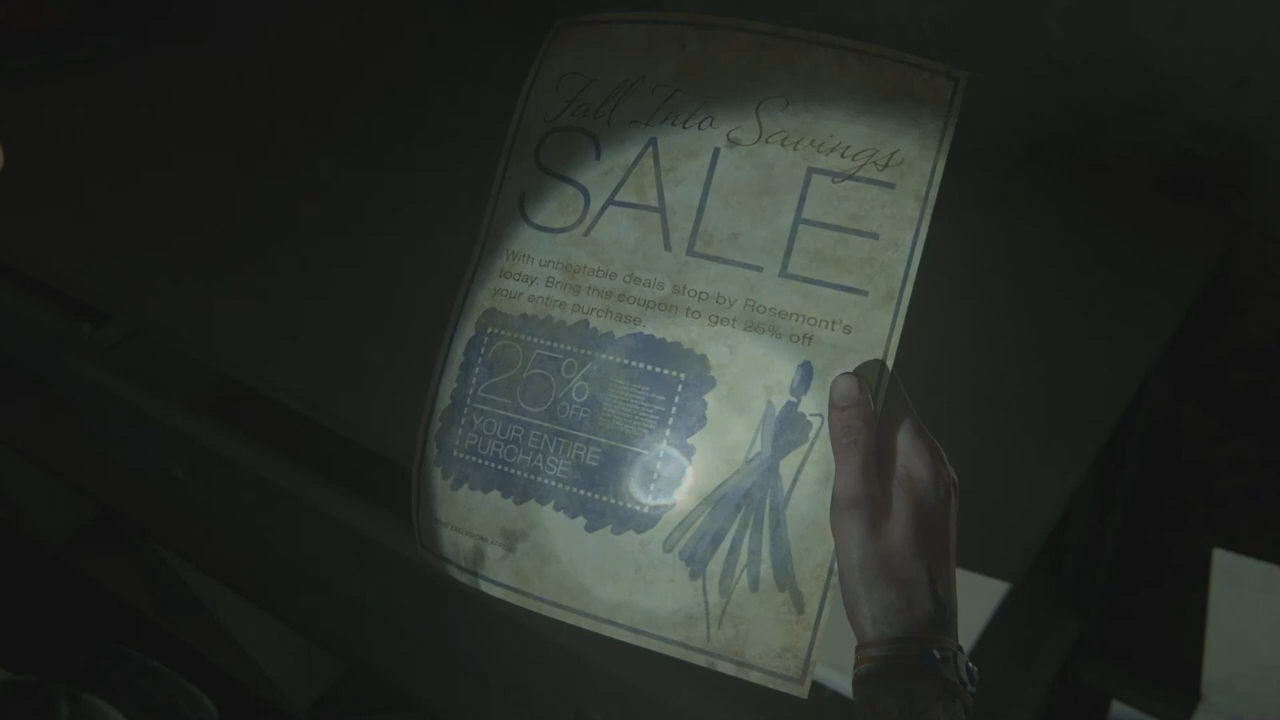 Fall Into Savings
SALE
With unbeatable deals stop by Rosemont's
today. Bring this coupon to get 25% off
your entire purchase.
25%
OFF
YOUR ENTIRE
PURCHASE